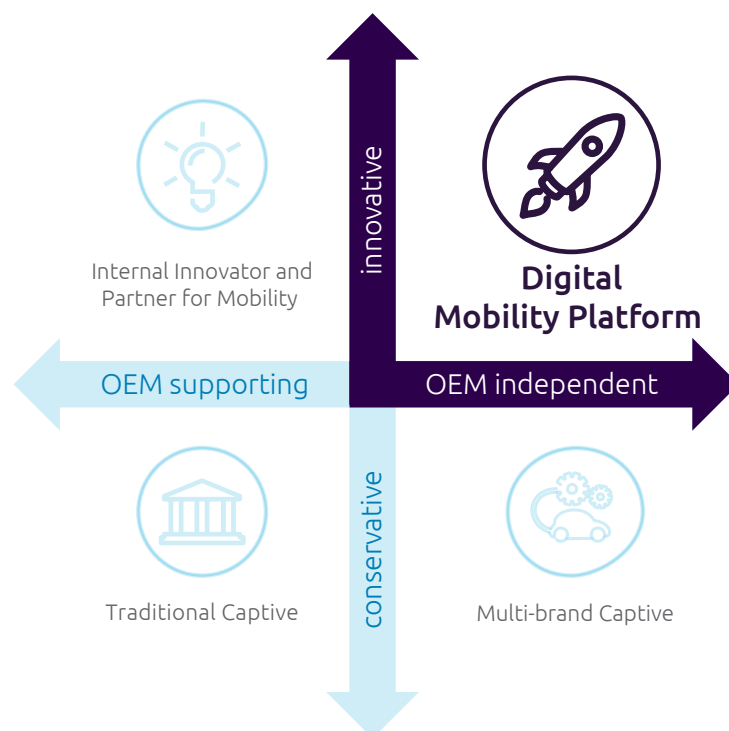 innovative
Internal Innovator and
Partner for Mobility
Digital
Mobility Platform
OEM supporting
OEM independent
conservative
Traditional Captive
Multi-brand Captive